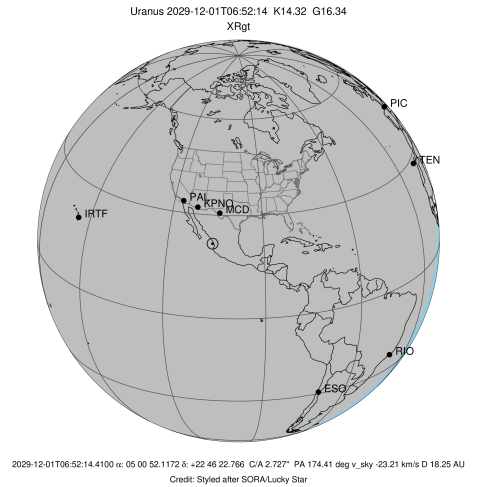 Uranus 2029-12-01T06:52:14 K14.32 G16.34
XRgt
PIC
TEN
PAL
KPNO
MCD
IRTF
RIO
ESO
2029-12-01T06:52:14.4100 α: 05 00 52.1172 δ: +22 46 22.766 C/A 2.727" PA 174.41 deg v_sky -23.21 km/s D 18.25 AU
Credit: Styled after SORA/Lucky Star